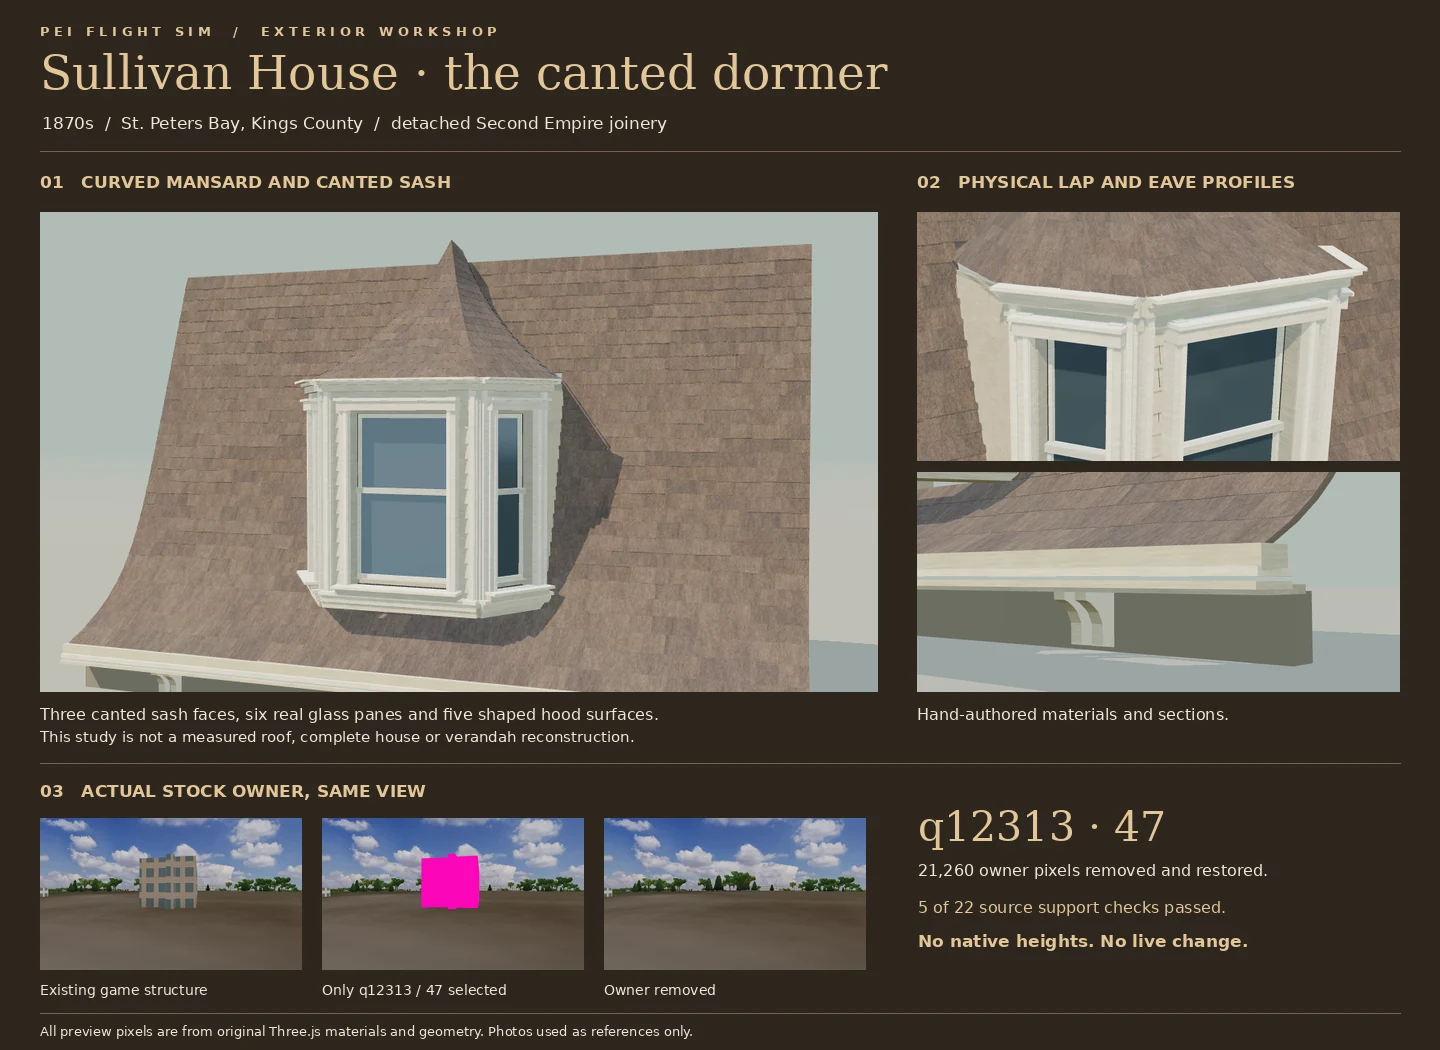 PEI FLIGHT SIM / EXTERIOR WORKSHOP
Sullivan House · the canted dormer
1870s / St. Peters Bay, Kings County / detached Second Empire joinery
01 CURVED MANSARD AND CANTED SASH
02 PHYSICAL LAP AND EAVE PROFILES
Three canted sash faces, six real glass panes and five shaped hood surfaces.
This study is not a measured roof, complete house or verandah reconstruction.
Hand-authored materials and sections.
03 ACTUAL STOCK OWNER, SAME VIEW
Existing game structure
Only q12313 / 47 selected
Owner removed
q12313 · 47
21,260 owner pixels removed and restored.
5 of 22 source support checks passed.
No native heights. No live change.
All preview pixels are from original Three.js materials and geometry. Photos used as references only.